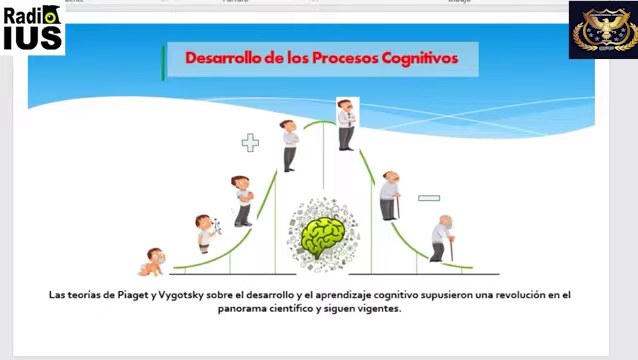 Radio
IUS
Desarrollo de los Procesos Cognitivos
Las teorías de Piaget y Vygotsky sobre el desarrollo y el aprendizaje cognitivo supusieron una revolución en el
panorama científico y siguen vigentes.